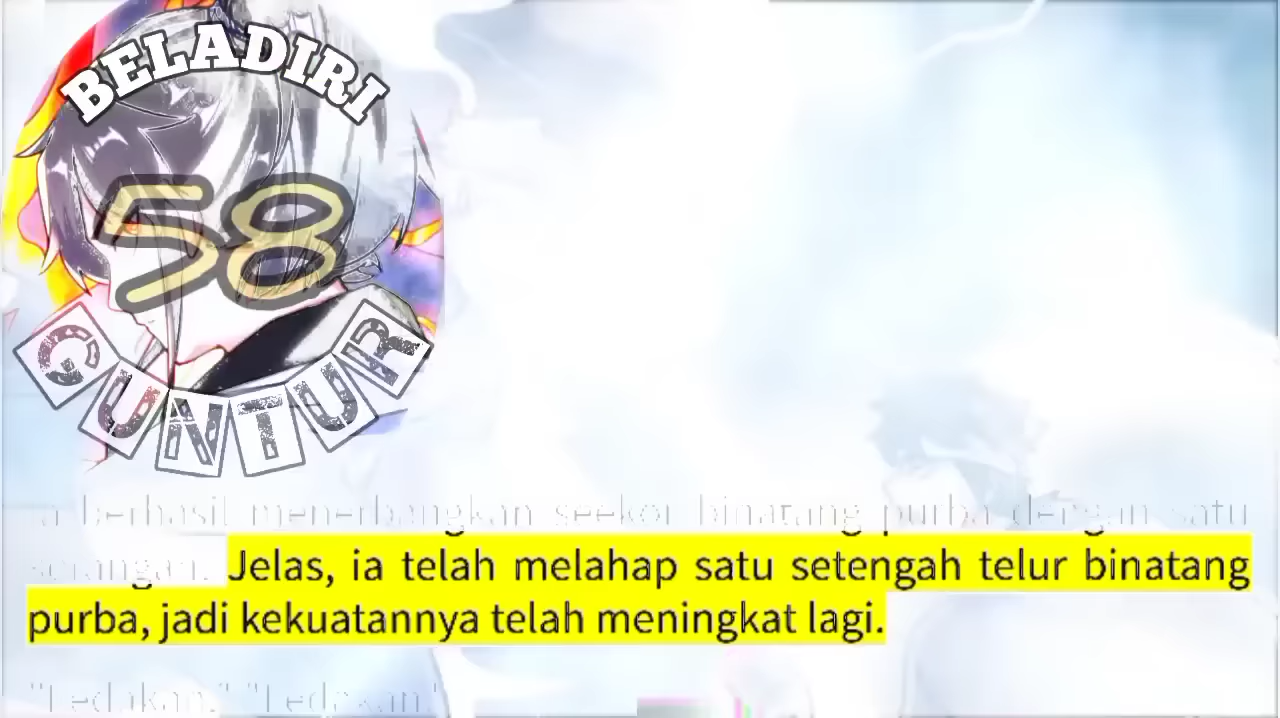 BELADIRI
58
GUNTUR
ia berhasil menerbangkan seekor binatang purba dengan satu
serangan. Jelas, ia telah melahap satu setengah telur binatang
purba, jadi kekuatannya telah meningkat lagi.
"Ledakan." "Ledakan."